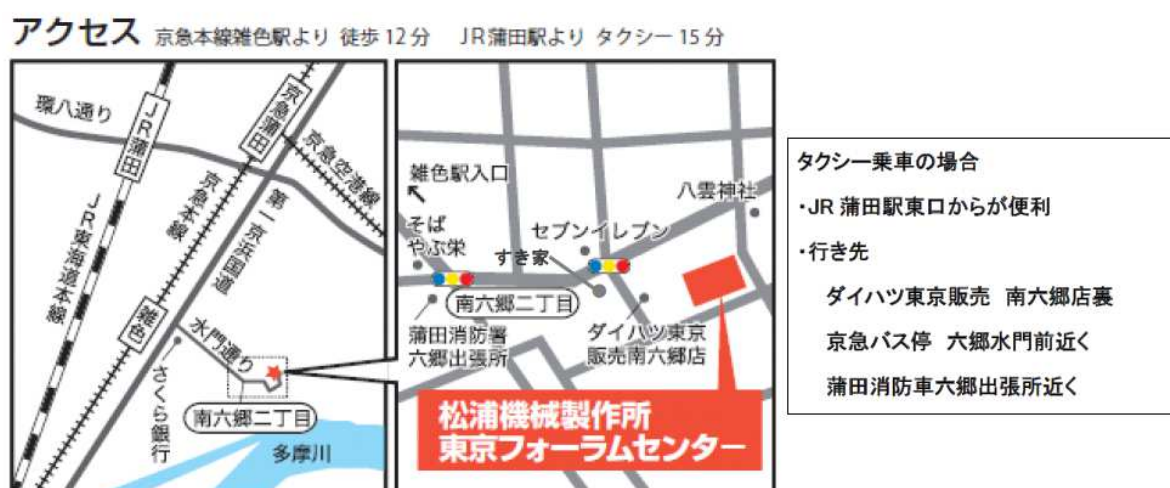 アクセス 京急本線雑色駅より 徒歩12分 JR蒲田駅より タクシー15分
環八通り
JR蒲田
京急蒲田
京急空港線
京急本線
第一京浜国道
JR東海道本線
雑色
水門通り
さくら銀行
南六郷二丁目
多摩川
雑色駅入口
八雲神社
そば
やぶ栄
セブンイレブン
すき家
南六郷二丁目
蒲田消防署
六郷出張所
ダイハツ東京
販売南六郷店
松浦機械製作所
東京フォーラムセンター
タクシー乗車の場合
・JR 蒲田駅東口からが便利
・行き先
ダイハツ東京販売 南六郷店裏
京急バス停 六郷水門前近く
蒲田消防車六郷出張所近く